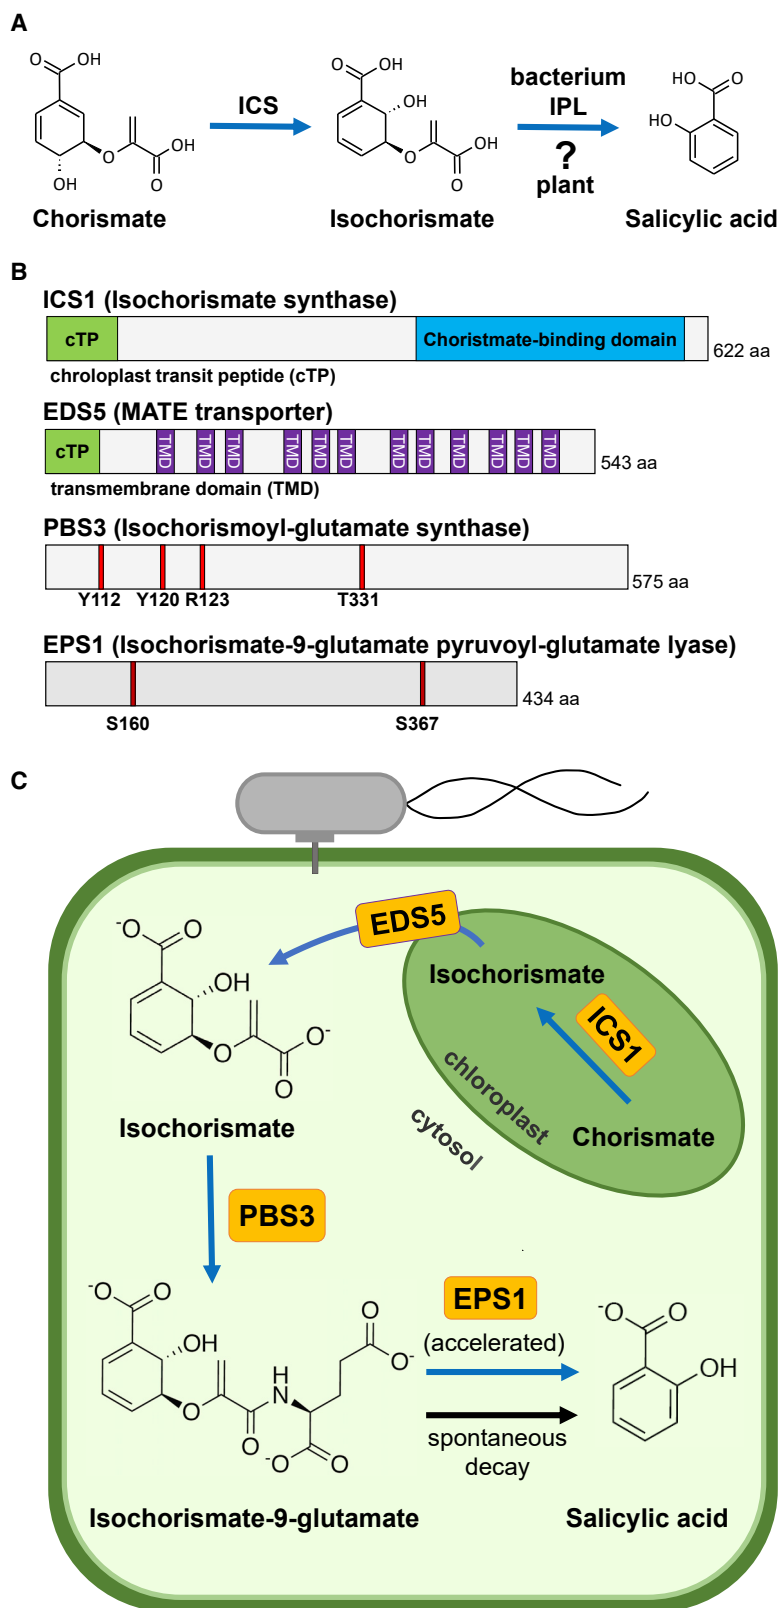 A
O
OH
O
O
OH
OH
Chorismate
ICS
O
OH
OH
O
O
OH
Isochorismate
bacterium
IPL
?
plant
HO
O
HO
Salicylic acid
B
ICS1 (Isochorismate synthase)
cTP
Choristmate-binding domain
622 aa
chroloplast transit peptide (cTP)
EDS5 (MATE transporter)
cTP
TMD
TMD
TMD
TMD
TMD
TMD
TMD
TMD
TMD
TMD
TMD
TMD
543 aa
transmembrane domain (TMD)
PBS3 (Isochorismoyl-glutamate synthase)
575 aa
Y112 Y120 R123 T331
EPS1 (Isochorismate-9-glutamate pyruvoyl-glutamate lyase)
434 aa
S160 S367
C
EDS5
Isochorismate
ICS1
Chorismate
chloroplast
cytosol
-O
O
OH
O
O-
O
Isochorismate
PBS3
-O
O
OH
O
O
H
N
O
O-
-O
O
Isochorismate-9-glutamate
EPS1
(accelerated)
spontaneous
decay
-O
O
OH
Salicylic acid